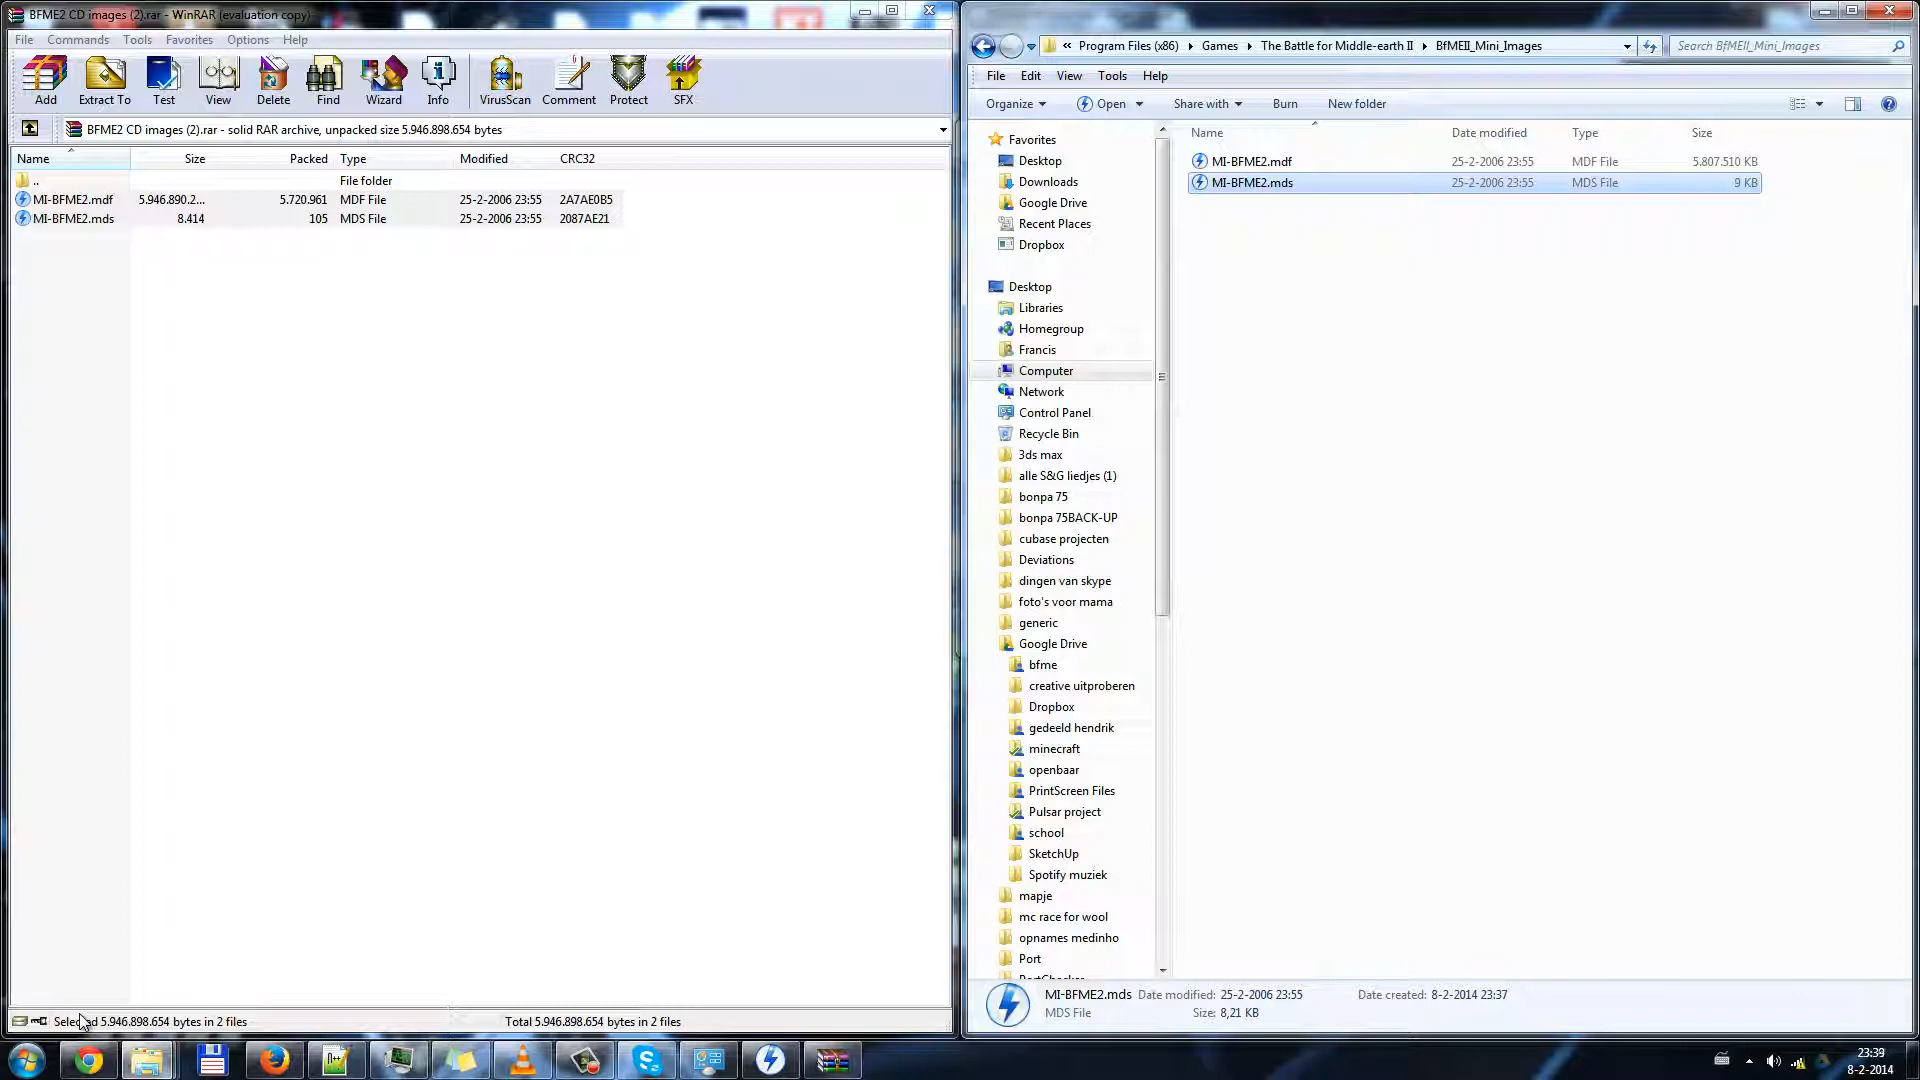 BFME2 CD images (2).rar - WinRAR (evaluation copy)
File Commands Tools Favorites Options Help
Add Extract To Test View Delete Find Wizard Info VirusScan Comment Protect SFX
BFME2 CD images (2).rar - solid RAR archive, unpacked size 5.946.898.654 bytes
Name Size Packed Type Modified CRC32
.. File folder
MI-BFME2.mdf 5.946.890.2... 5.720.961 MDF File 25-2-2006 23:55 2A7AE0B5
MI-BFME2.mds 8.414 105 MDS File 25-2-2006 23:55 2087AE21
5.946.898.654 bytes in 2 files Total 5.946.898.654 bytes in 2 files
« Program Files (x86) Games The Battle for Middle-earth II BfMEII_Mini_Images Search BfMEII_Mini_Images
File Edit View Tools Help
Organize Open Share with Burn New folder
Name Date modified Type Size
MI-BFME2.mdf 25-2-2006 23:55 MDF File 5.807.510 KB
MI-BFME2.mds 25-2-2006 23:55 MDS File 9 KB
Favorites
Desktop
Downloads
Google Drive
Recent Places
Dropbox
Desktop
Libraries
Homegroup
Francis
Computer
Network
Control Panel
Recycle Bin
3ds max
alle S&G liedjes (1)
bonpa 75
bonpa 75BACK-UP
cubase projecten
Deviations
dingen van skype
foto's voor mama
generic
Google Drive
bfme
creative uitproberen
Dropbox
gedeeld hendrik
minecraft
openbaar
PrintScreen Files
Pulsar project
school
SketchUp
Spotify muziek
mapje
mc race for wool
opnames medinho
Port
MI-BFME2.mds Date modified: 25-2-2006 23:55 Date created: 8-2-2014 23:37
MDS File Size: 8,21 KB
23:39
8-2-2014